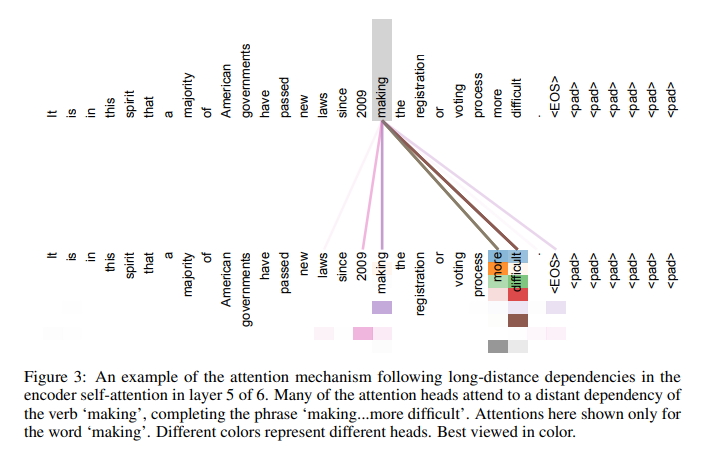 It is in this spirit that a majority of American governments have passed new laws since 2009 making the registration or voting process more difficult . <EOS> <pad> <pad> <pad> <pad> <pad> <pad>
It is in this spirit that a majority of American governments have passed new laws since 2009 making the registration or voting process more difficult . <EOS> <pad> <pad> <pad> <pad> <pad> <pad>
Figure 3: An example of the attention mechanism following long-distance dependencies in the
encoder self-attention in layer 5 of 6. Many of the attention heads attend to a distant dependency of
the verb ‘making’, completing the phrase ‘making...more difficult’. Attentions here shown only for
the word ‘making’. Different colors represent different heads. Best viewed in color.